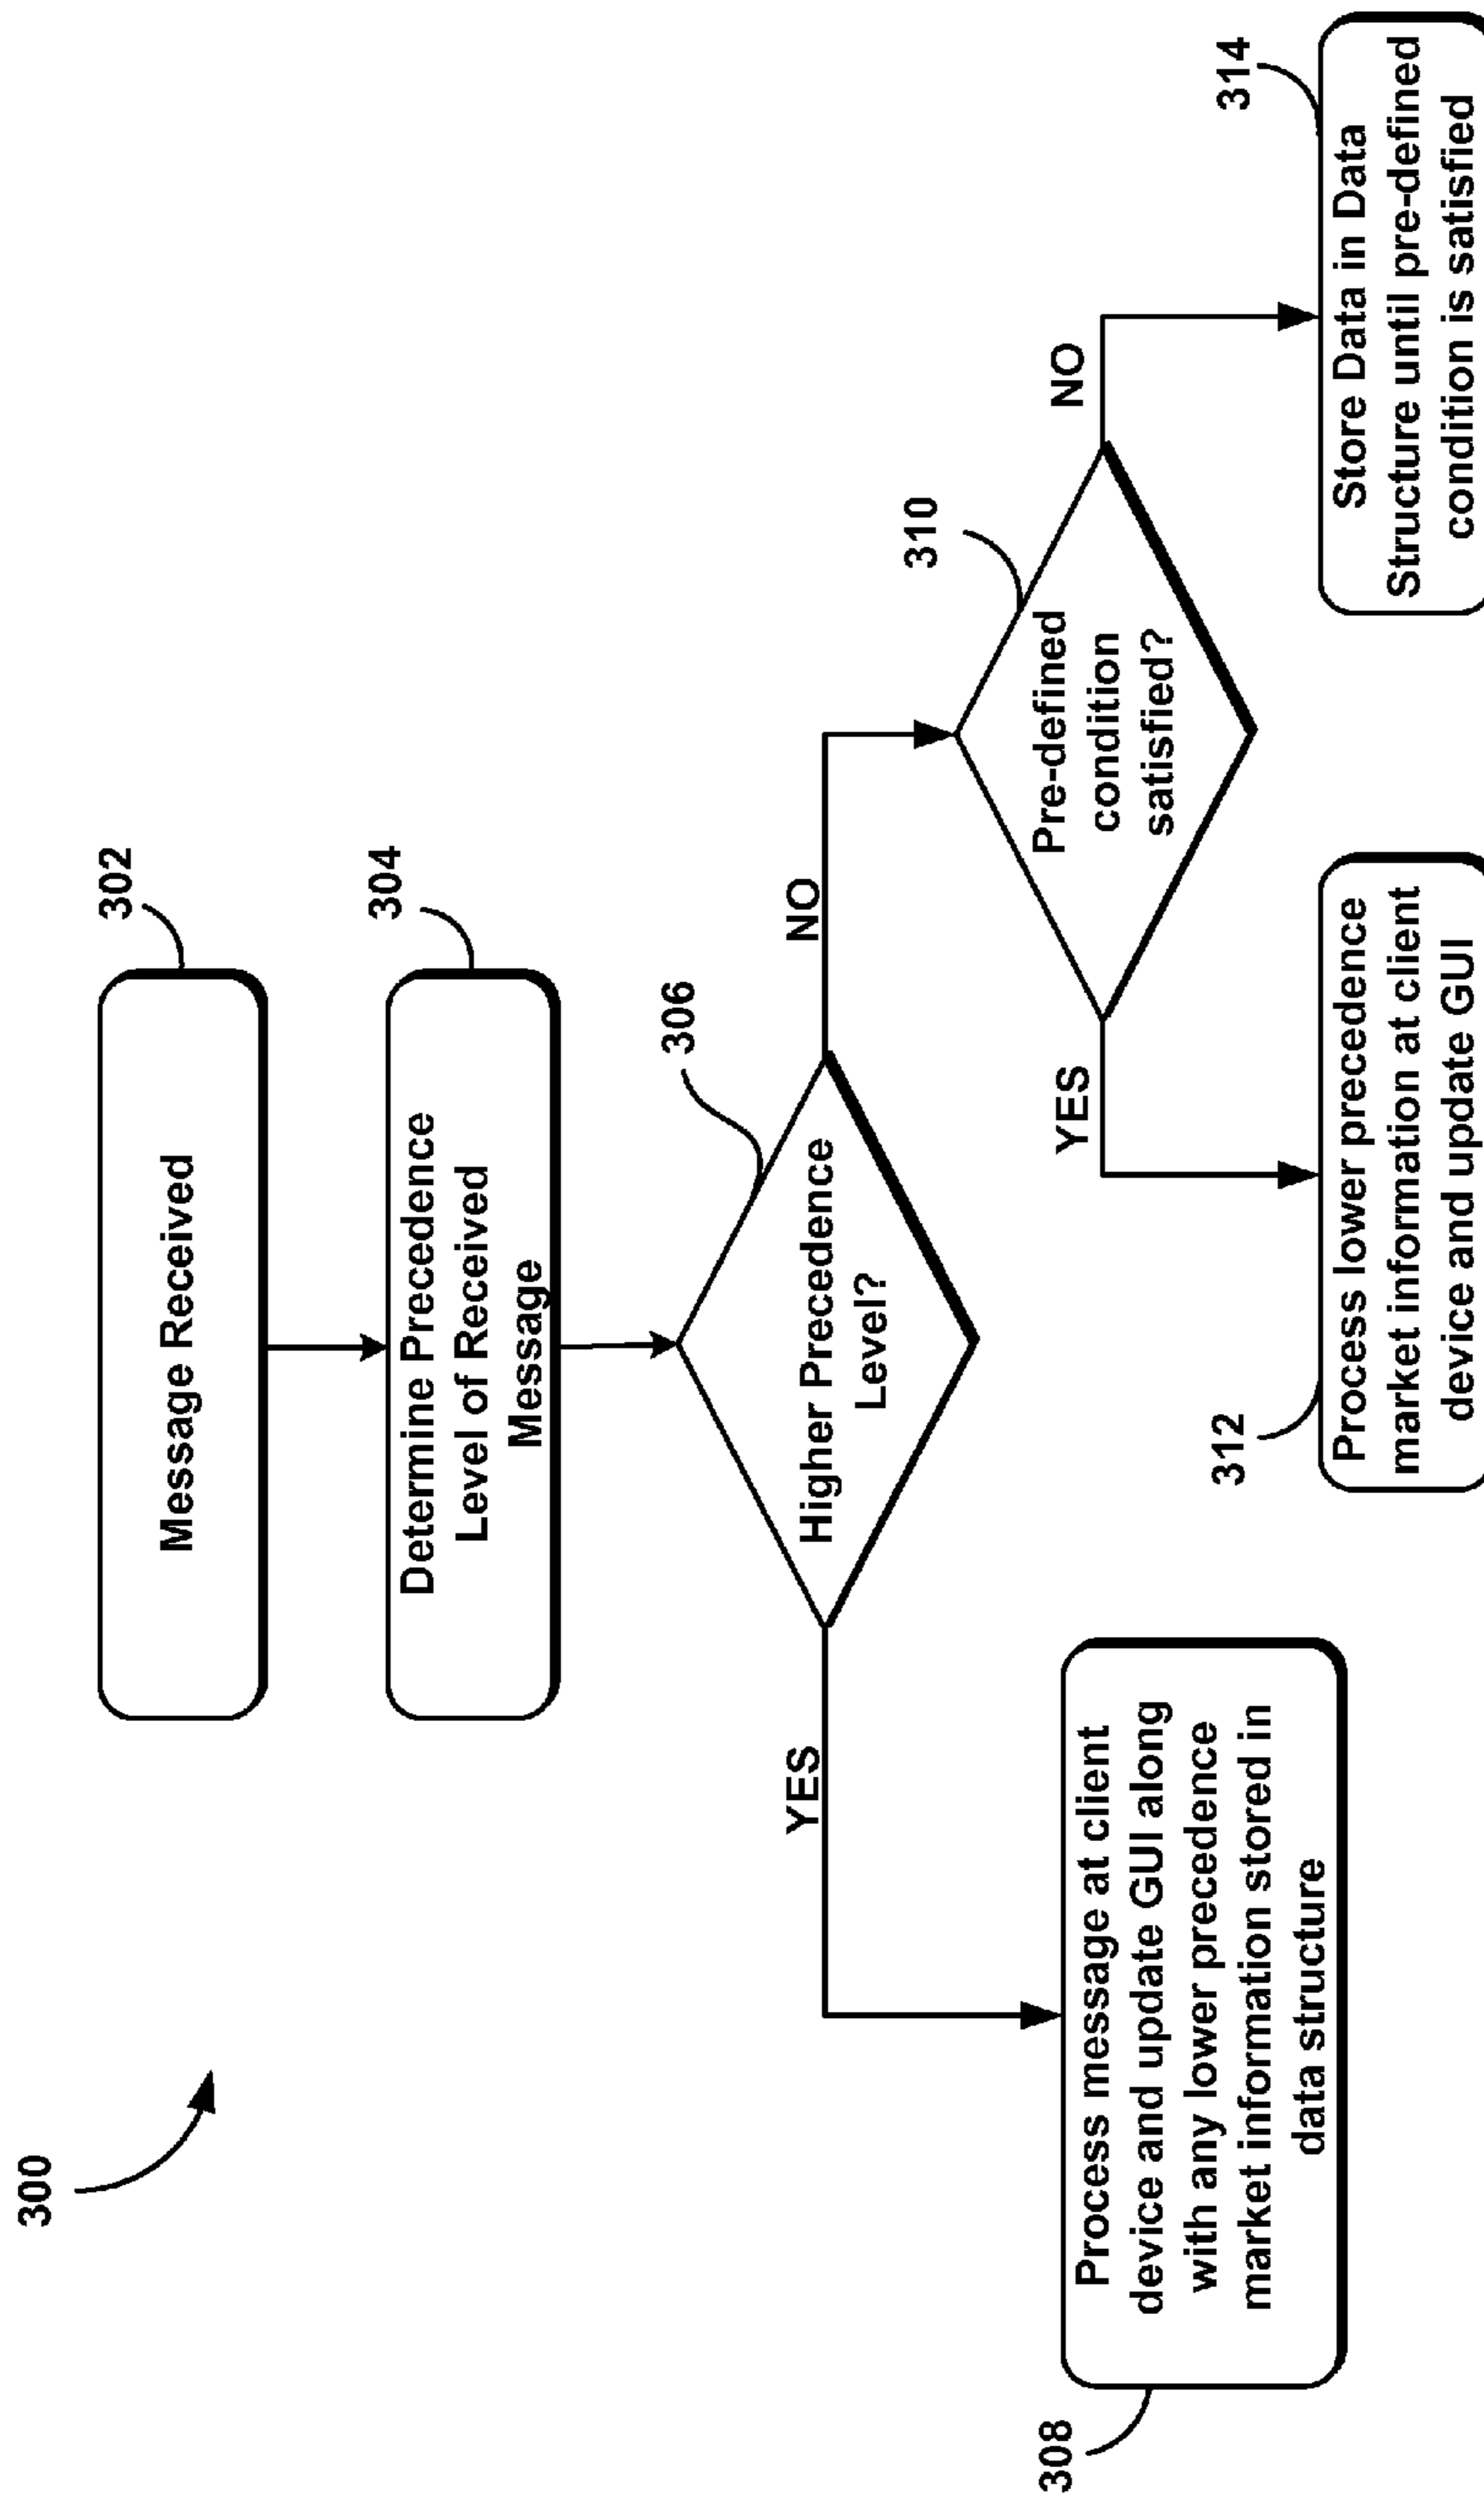 300
302
Message Received
304
Determine Precedence
Level of Received
Message
306
Higher Precedence
Level?
YES
NO
308
Process message at client
device and update GUI along
with any lower precedence
market information stored in
data structure
310
Pre-defined
condition
satisfied?
YES
NO
312
Process lower precedence
market information at client
device and update GUI
314
Store Data in Data
Structure until pre-defined
condition is satisfied